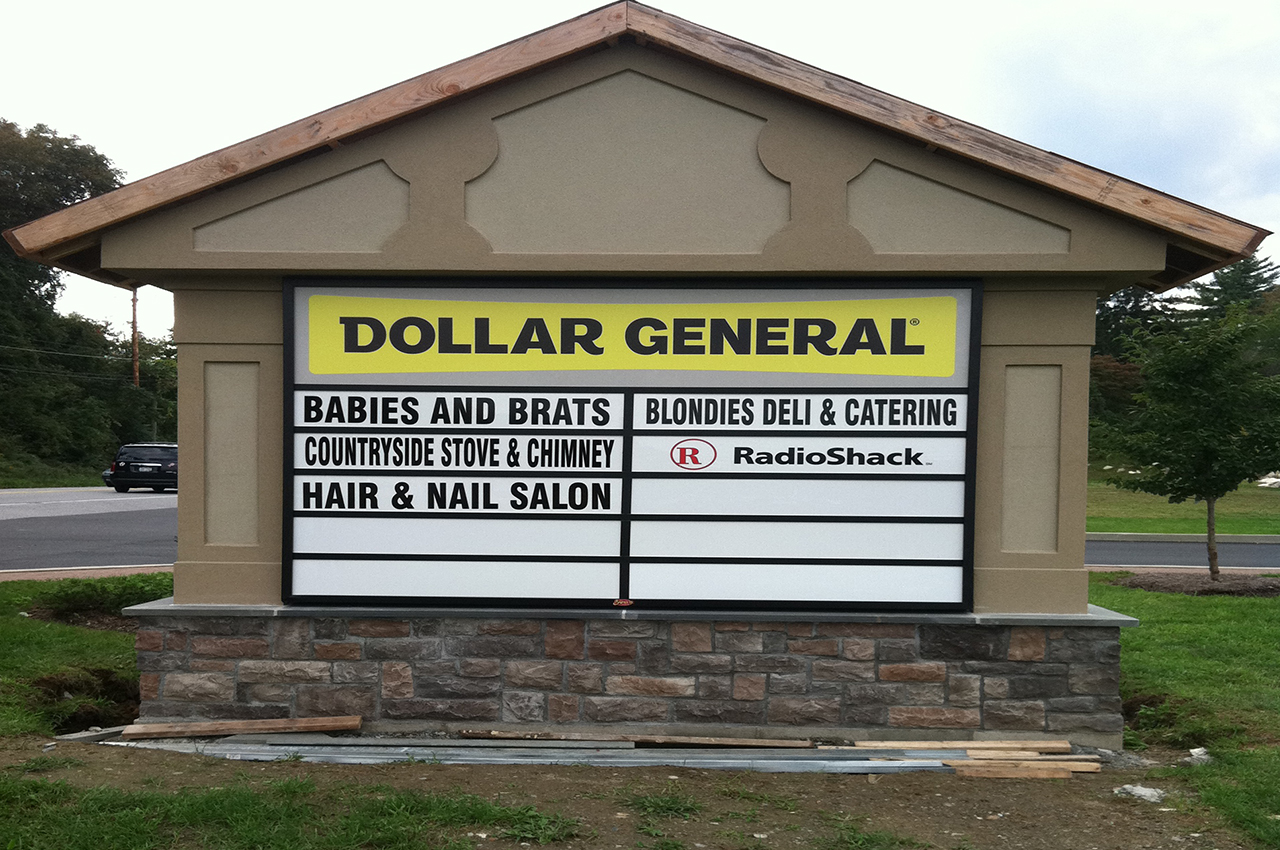 DOLLAR GENERAL®
BABIES AND BRATS
BLONDIES DELI & CATERING
COUNTRYSIDE STOVE & CHIMNEY
R RadioShack
HAIR & NAIL SALON